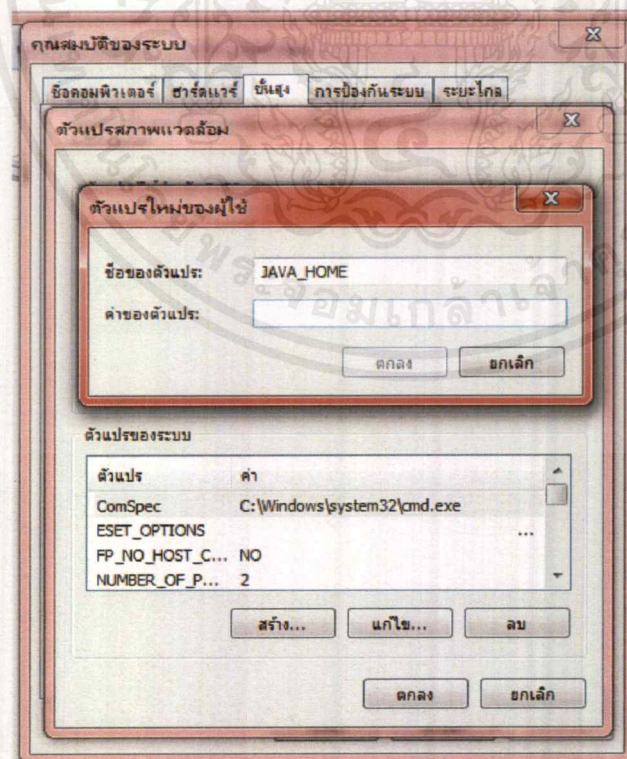 คุณสมบัติของระบบ
ชื่อคอมพิวเตอร์ ฮาร์ดแวร์ ขั้นสูง การป้องกันระบบ ระยะไกล
ตัวแปรสภาพแวดล้อม
ตัวแปรใหม่ของผู้ใช้
ชื่อของตัวแปร: JAVA_HOME
ค่าของตัวแปร:
ตกลง ยกเลิก
ตัวแปรของระบบ
ตัวแปร ค่า
ComSpec C:\Windows\system32\cmd.exe
ESET_OPTIONS ...
FP_NO_HOST_C... NO
NUMBER_OF_P... 2
สร้าง... แก้ไข... ลบ
ตกลง ยกเลิก